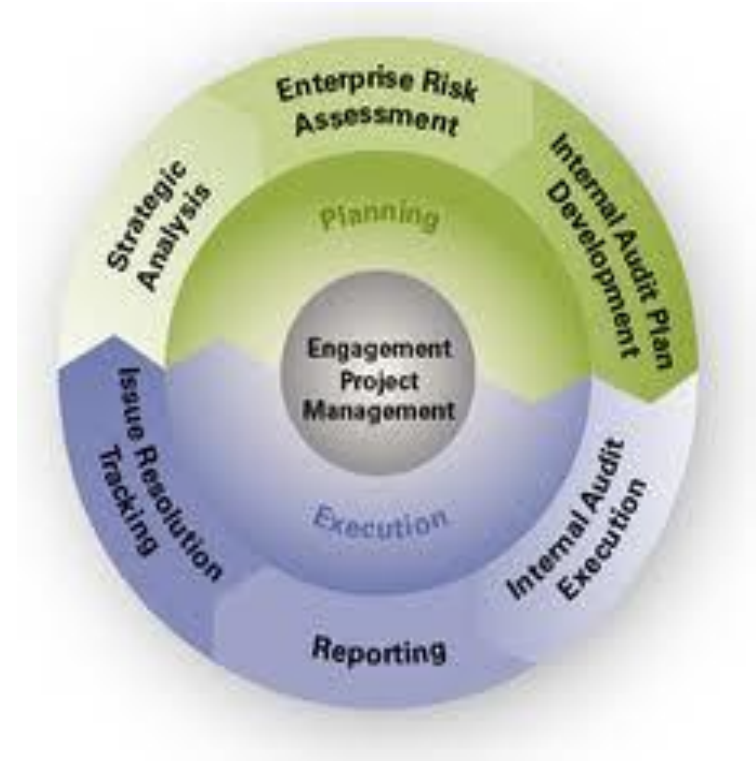 Enterprise Risk
Assessment
Internal Audit Plan
Development
Internal Audit
Execution
Reporting
Issue Resolution
Tracking
Strategic
Analysis
Planning
Engagement
Project
Management
Execution